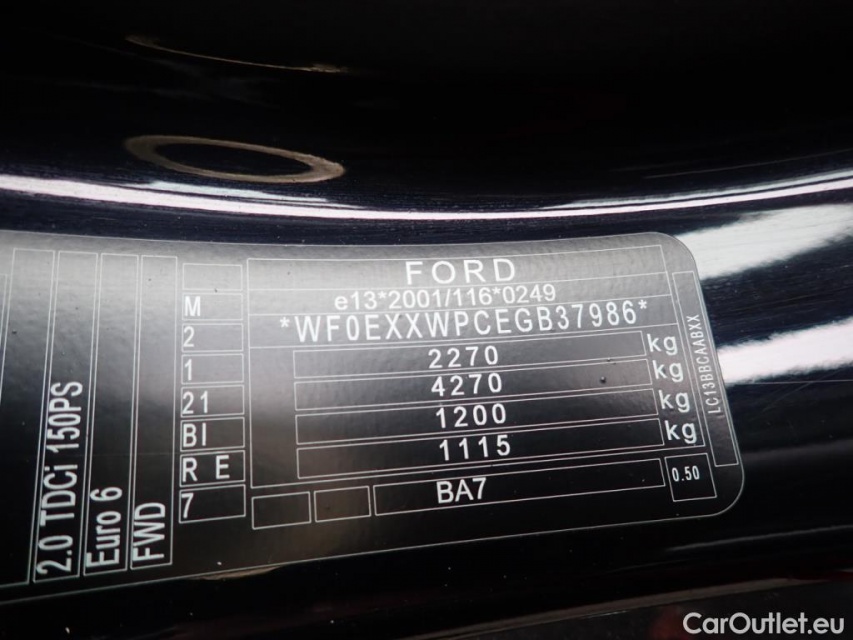 FORD
e13*2001/116*0249
*WF0EXXWPCEGB37986*
2270 kg
4270 kg
1200 kg
1115 kg
BA7
0.50
LC13BBCAABXX
M
2
1
21
BI
R E
7
2.0 TDCi 150PS
Euro 6
FWD
CarOutlet.eu